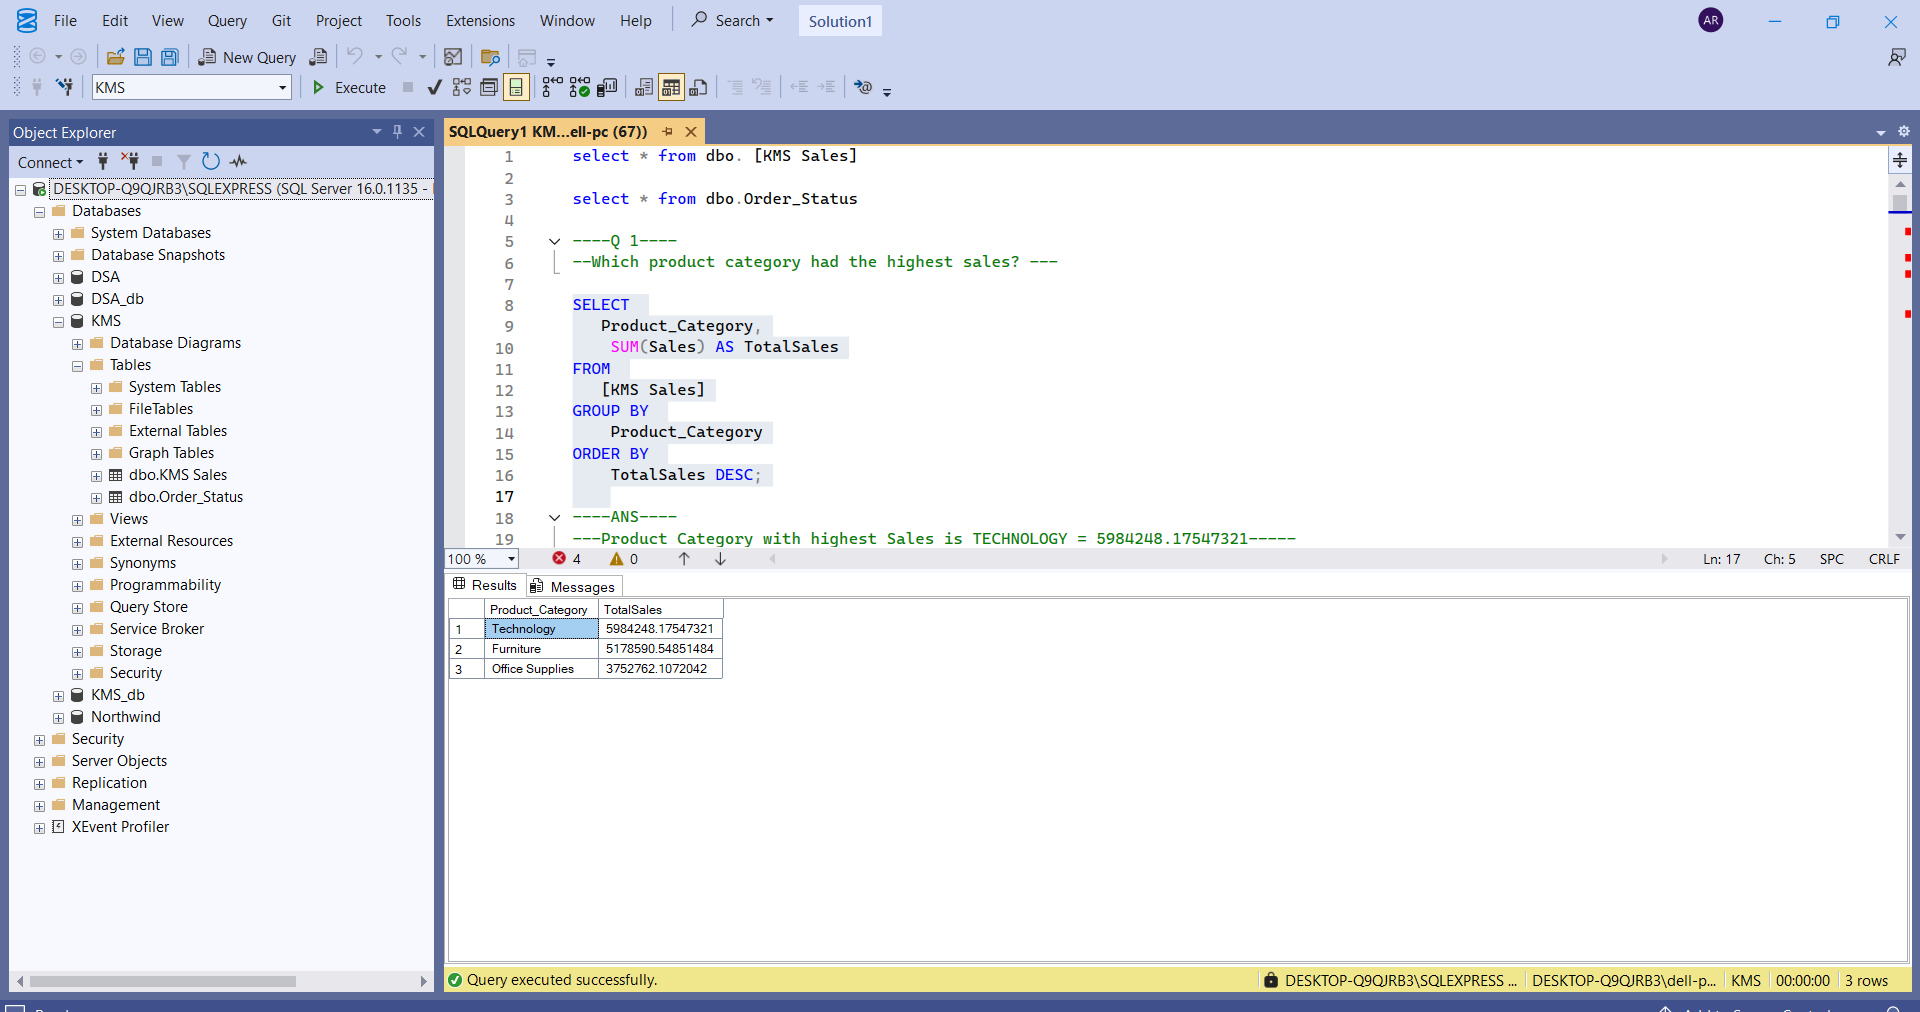 File Edit View Query Git Project Tools Extensions Window Help Search Solution1 AR
New Query
KMS Execute
Object Explorer
Connect
DESKTOP-Q9QJRB3\SQLEXPRESS (SQL Server 16.0.1135 -
Databases
System Databases
Database Snapshots
DSA
DSA_db
KMS
Database Diagrams
Tables
System Tables
FileTables
External Tables
Graph Tables
dbo.KMS Sales
dbo.Order_Status
Views
External Resources
Synonyms
Programmability
Query Store
Service Broker
Storage
Security
KMS_db
Northwind
Security
Server Objects
Replication
Management
XEvent Profiler
SQLQuery1 KM...ell-pc (67))
1 select * from dbo. [KMS Sales]
2
3 select * from dbo.Order_Status
4
5 ----Q 1----
6 --Which product category had the highest sales? ---
7
8 SELECT
9 Product_Category,
10 SUM(Sales) AS TotalSales
11 FROM
12 [KMS Sales]
13 GROUP BY
14 Product_Category
15 ORDER BY
16 TotalSales DESC;
17
18 ----ANS----
19 ---Product Category with highest Sales is TECHNOLOGY = 5984248.17547321-----
100 % 4 0 Ln: 17 Ch: 5 SPC CRLF
Results Messages
Product_Category TotalSales
1 Technology 5984248.17547321
2 Furniture 5178590.54851484
3 Office Supplies 3752762.1072042
Query executed successfully. DESKTOP-Q9QJRB3\SQLEXPRESS ... DESKTOP-Q9QJRB3\dell-p... KMS 00:00:00 3 rows